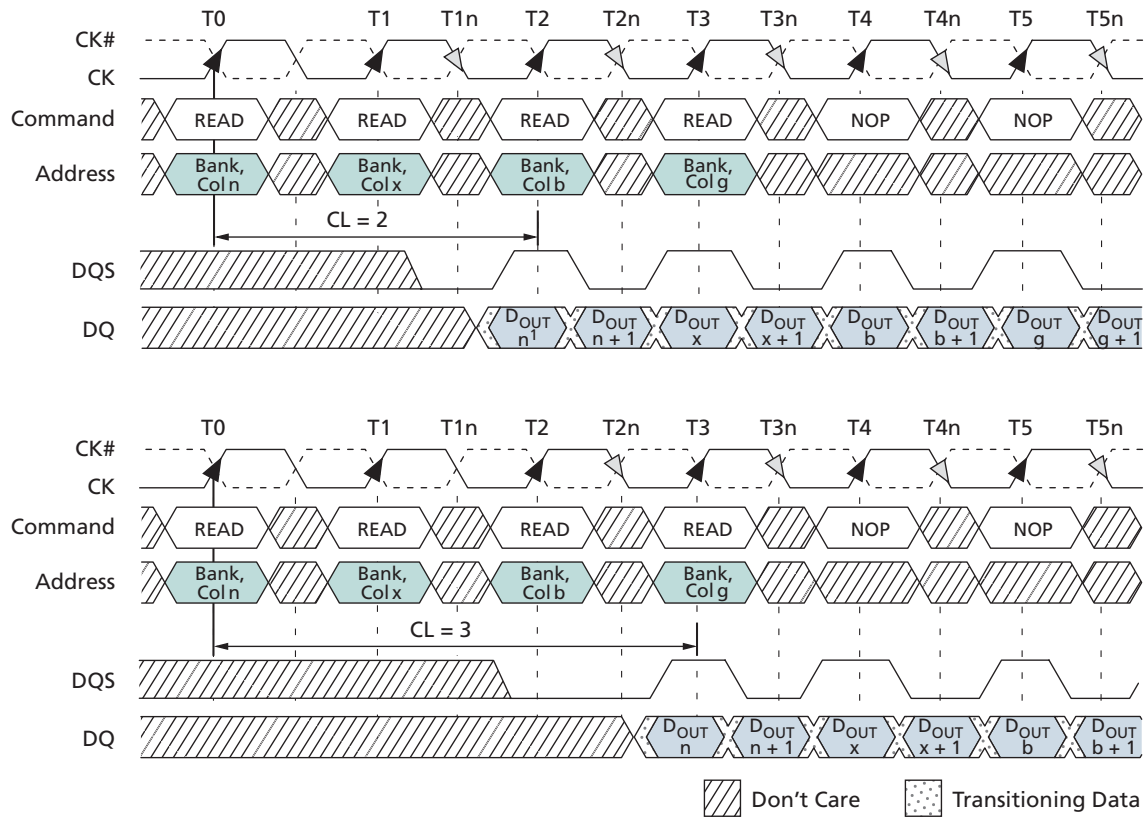 T0 T1 T1n T2 T2n T3 T3n T4 T4n T5 T5n
CK#
CK
Command READ READ READ READ NOP NOP
Address Bank, Col n Bank, Col x Bank, Col b Bank, Col g
CL = 2
DQS
DQ DOUT n¹ DOUT n + 1 DOUT x DOUT x + 1 DOUT b DOUT b + 1 DOUT g DOUT g + 1
T0 T1 T1n T2 T2n T3 T3n T4 T4n T5 T5n
CK#
CK
Command READ READ READ READ NOP NOP
Address Bank, Col n Bank, Col x Bank, Col b Bank, Col g
CL = 3
DQS
DQ DOUT n DOUT n + 1 DOUT x DOUT x + 1 DOUT b DOUT b + 1
Don't Care Transitioning Data